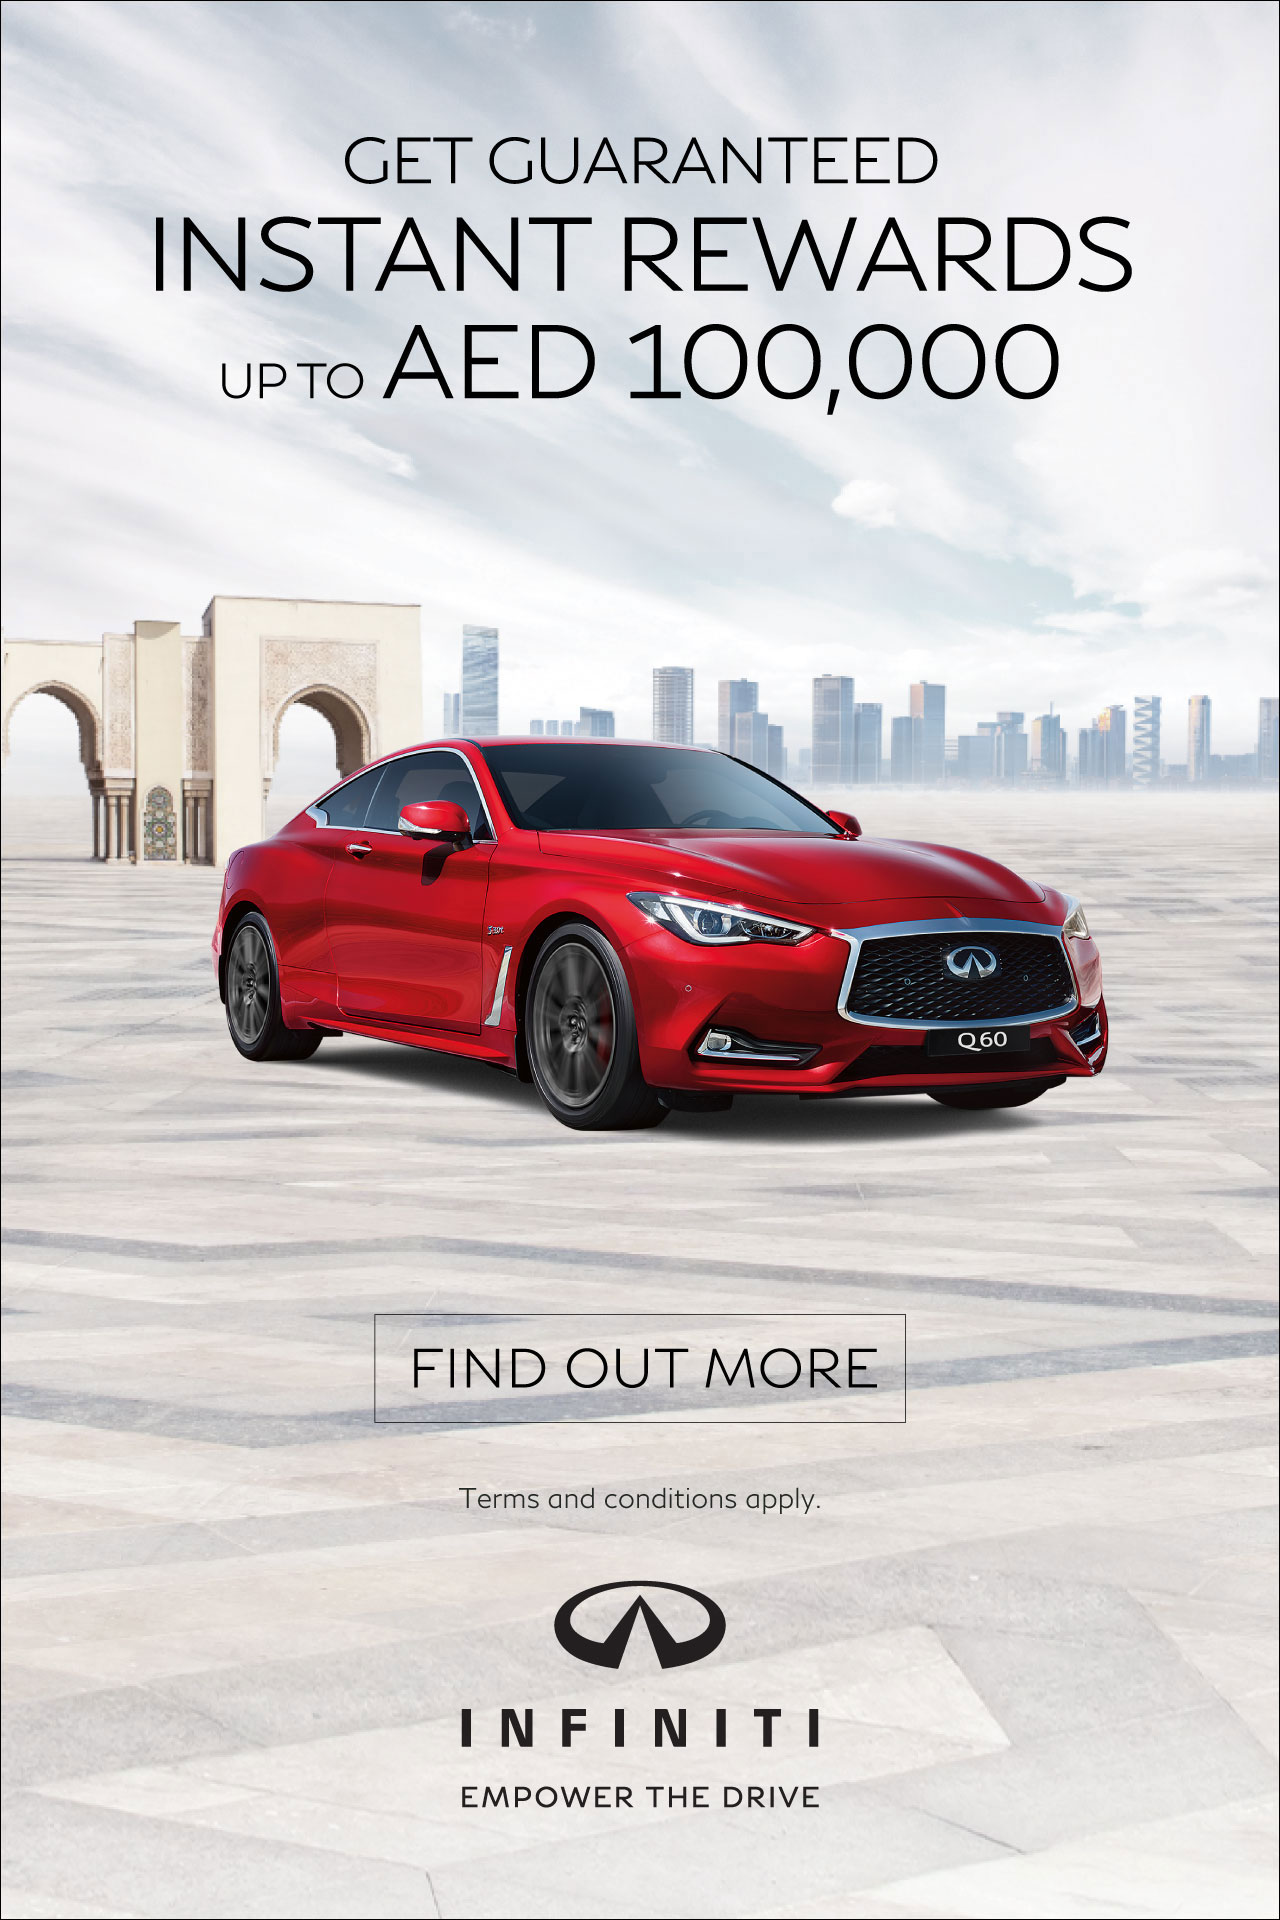 GET GUARANTEED
INSTANT REWARDS
UP TO AED 100,000
Q60
FIND OUT MORE
Terms and conditions apply.
INFINITI
EMPOWER THE DRIVE